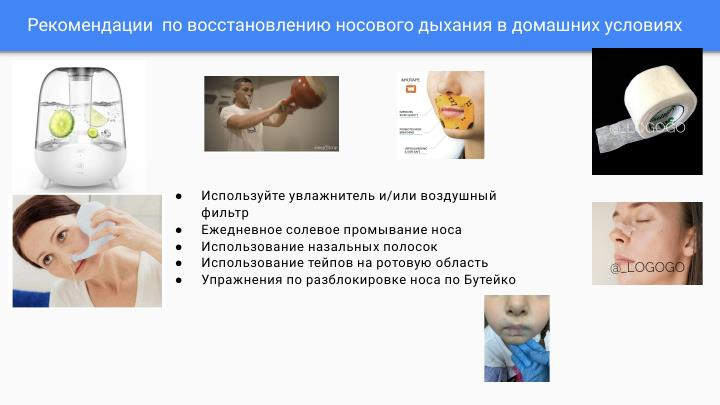 Рекомендации по восстановлению носового дыхания в домашних условиях
MYOTAPE
@_LOGOGO
● Используйте увлажнитель и/или воздушный
фильтр
● Ежедневное солевое промывание носа
● Использование назальных полосок
● Использование тейпов на ротовую область
● Упражнения по разблокировке носа по Бутейко
@_LOGOGO